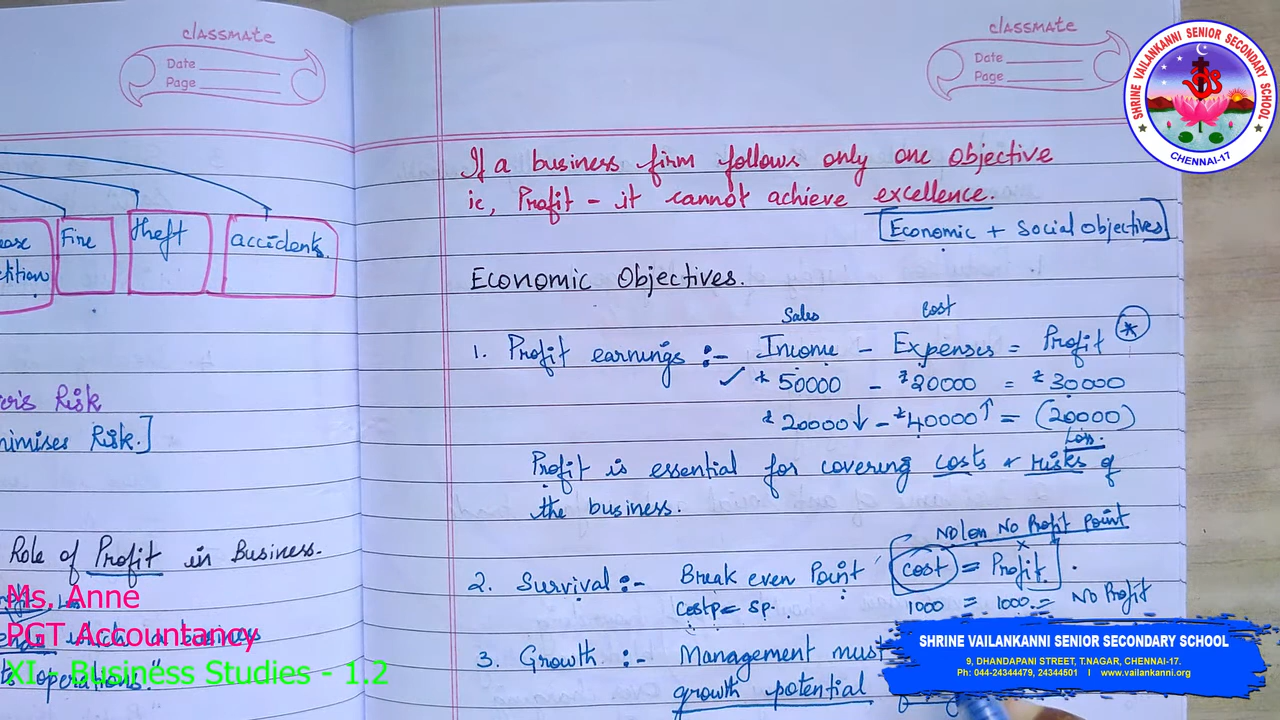 classmate
Date
Page
Fire
theft
accidents.
Risk
Risk.]
Role of Profit in Business.
which a business
operations."
classmate
Date
Page
If a business firm follows only one objective
ie, Profit - it cannot achieve excellence.
[Economic + Social Objectives]
Economic Objectives.
Sales Cost
1. Profit earnings :- Income - Expenses = Profit *
✓ ₹50000 - ₹20000 = ₹30000
₹20000↓ - ₹40000↑ = (20000)
Loss.
Profit is essential for covering costs & risks of
the business.
No Loss No Profit Point
2. Survival :- Break even Point [cost = Profit].
Costp = Sp. 1000 = 1000 = No Profit
3. Growth :- Management must
growth potential
Ms, Anne
PGT Accountancy
XI - Business Studies - 1.2
SHRINE VAILANKANNI SENIOR SECONDARY SCHOOL
CHENNAI-17
SHRINE VAILANKANNI SENIOR SECONDARY SCHOOL
9, DHANDAPANI STREET, T.NAGAR, CHENNAI-17.
Ph: 044-24344479, 24344501 I www.vailankanni.org